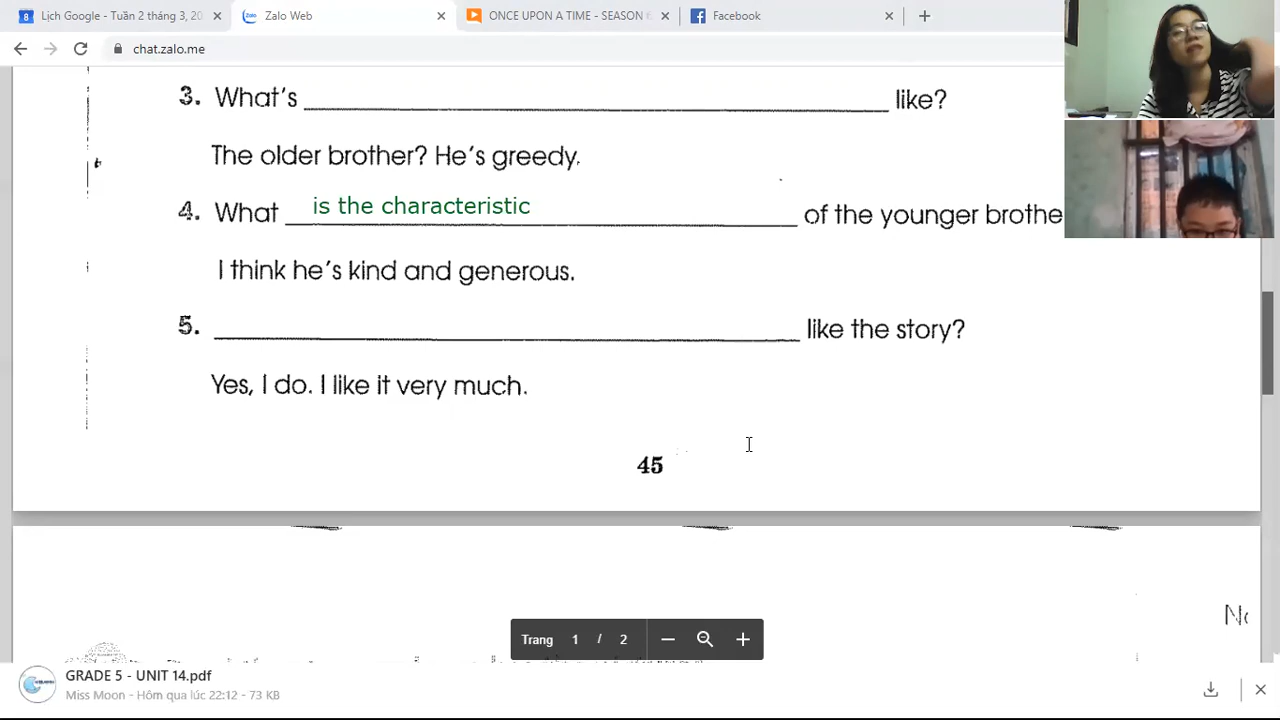 Lịch Google - Tuần 2 tháng 3, 20
Zalo Web
ONCE UPON A TIME - SEASON
Facebook
chat.zalo.me
3. What's ____ like?
The older brother? He's greedy.
4. What is the characteristic of the younger brothe
I think he's kind and generous.
5. ____ like the story?
Yes, I do. I like it very much.
45
Trang 1 / 2
GRADE 5 - UNIT 14.pdf
Miss Moon - Hôm qua lúc 22:12 - 73 KB